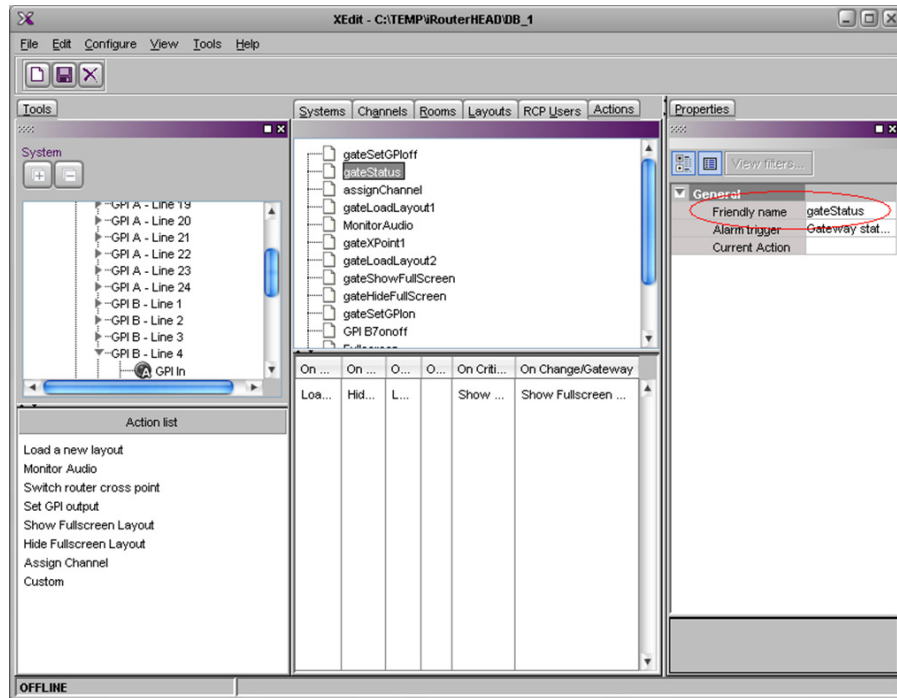 XEdit - C:\TEMP\iRouterHEAD\DB_1
File Edit Configure View Tools Help
Tools
System
GPI A - Line 19
GPI A - Line 20
GPI A - Line 21
GPI A - Line 22
GPI A - Line 23
GPI A - Line 24
GPI B - Line 1
GPI B - Line 2
GPI B - Line 3
GPI B - Line 4
A GPI In
Action list
Load a new layout
Monitor Audio
Switch router cross point
Set GPI output
Show Fullscreen Layout
Hide Fullscreen Layout
Assign Channel
Custom
Systems Channels Rooms Layouts RCP Users Actions
gateSetGPIoff
gateStatus
assignChannel
gateLoadLayout1
MonitorAudio
gateXPoint1
gateLoadLayout2
gateShowFullScreen
gateHideFullScreen
gateSetGPIon
GPI B7onoff
Fullscreen
On ... On ... O... O... On Criti... On Change/Gateway
Loa... Hid... L... Show ... Show Fullscreen ...
Properties
View filters...
General
Friendly name gateStatus
Alarm trigger Gateway stat...
Current Action
OFFLINE